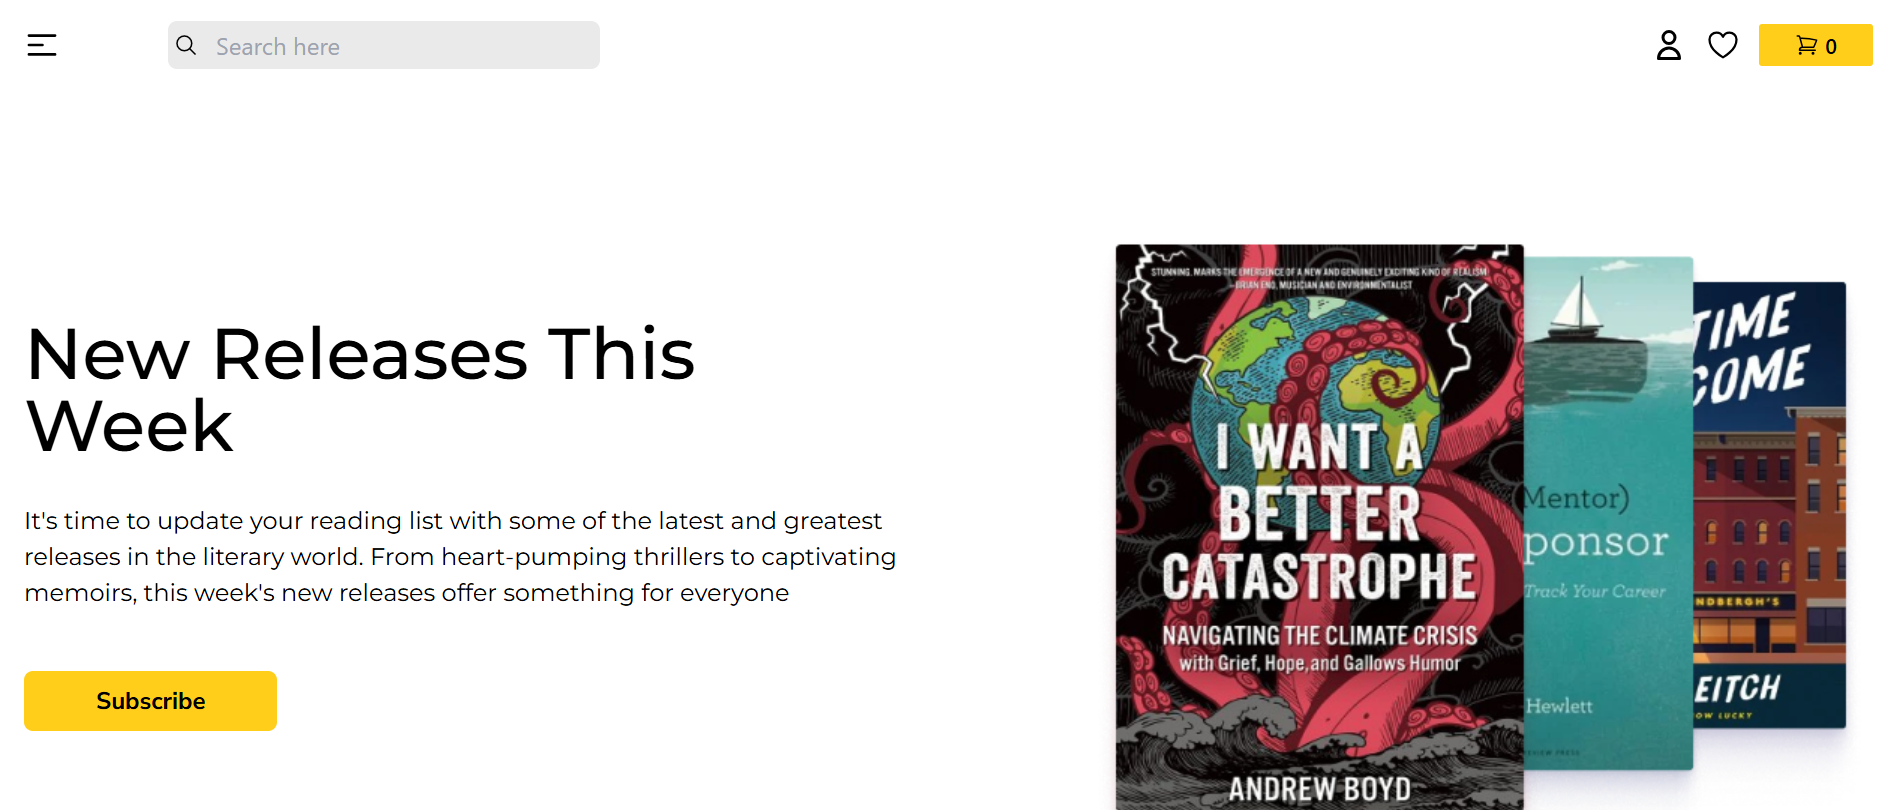 Search here
0
New Releases This
Week
It's time to update your reading list with some of the latest and greatest
releases in the literary world. From heart-pumping thrillers to captivating
memoirs, this week's new releases offer something for everyone
Subscribe
STUNNING. MARKS THE EMERGENCE OF A NEW AND GENUINELY EXCITING KIND OF REALISM
—BRIAN ENO, MUSICIAN AND ENVIRONMENTALIST
I WANT A
BETTER
CATASTROPHE
NAVIGATING THE CLIMATE CRISIS
with Grief, Hope, and Gallows Humor
ANDREW BOYD
(Mentor)
ponsor
Track Your Career
Hewlett
EVIEW PRESS
TIME
COME
NDBERGH'S
EITCH
OW LUCKY